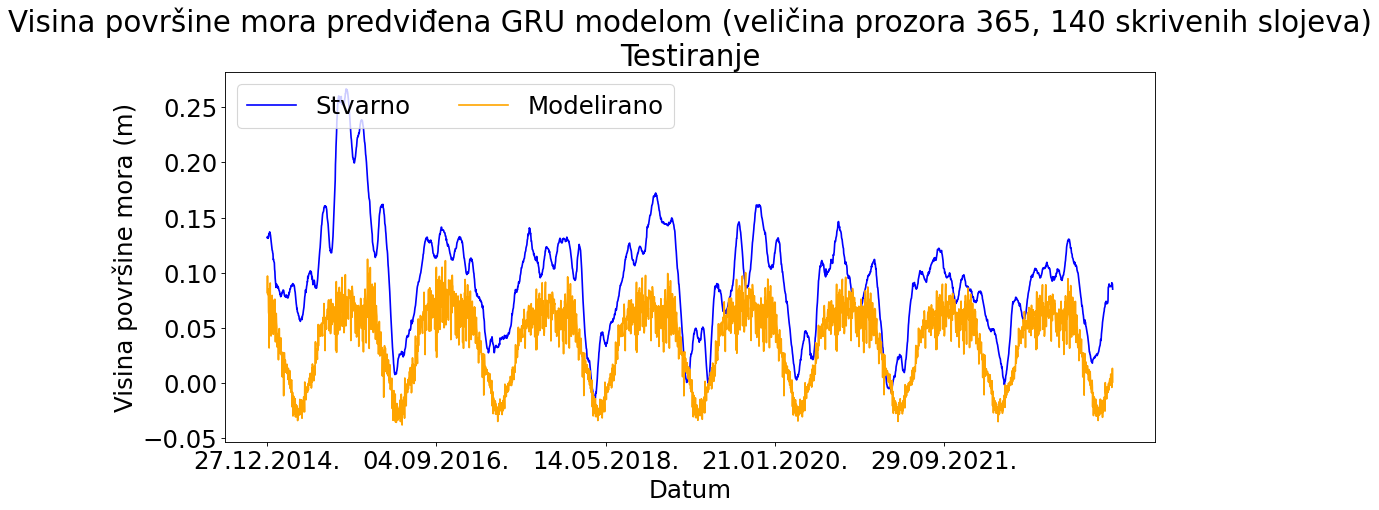 Visina površine mora predviđena GRU modelom (veličina prozora 365, 140 skrivenih slojeva)
Testiranje
Stvarno Modelirano
Visina površine mora (m)
0.25
0.20
0.15
0.10
0.05
0.00
−0.05
27.12.2014. 04.09.2016. 14.05.2018. 21.01.2020. 29.09.2021.
Datum